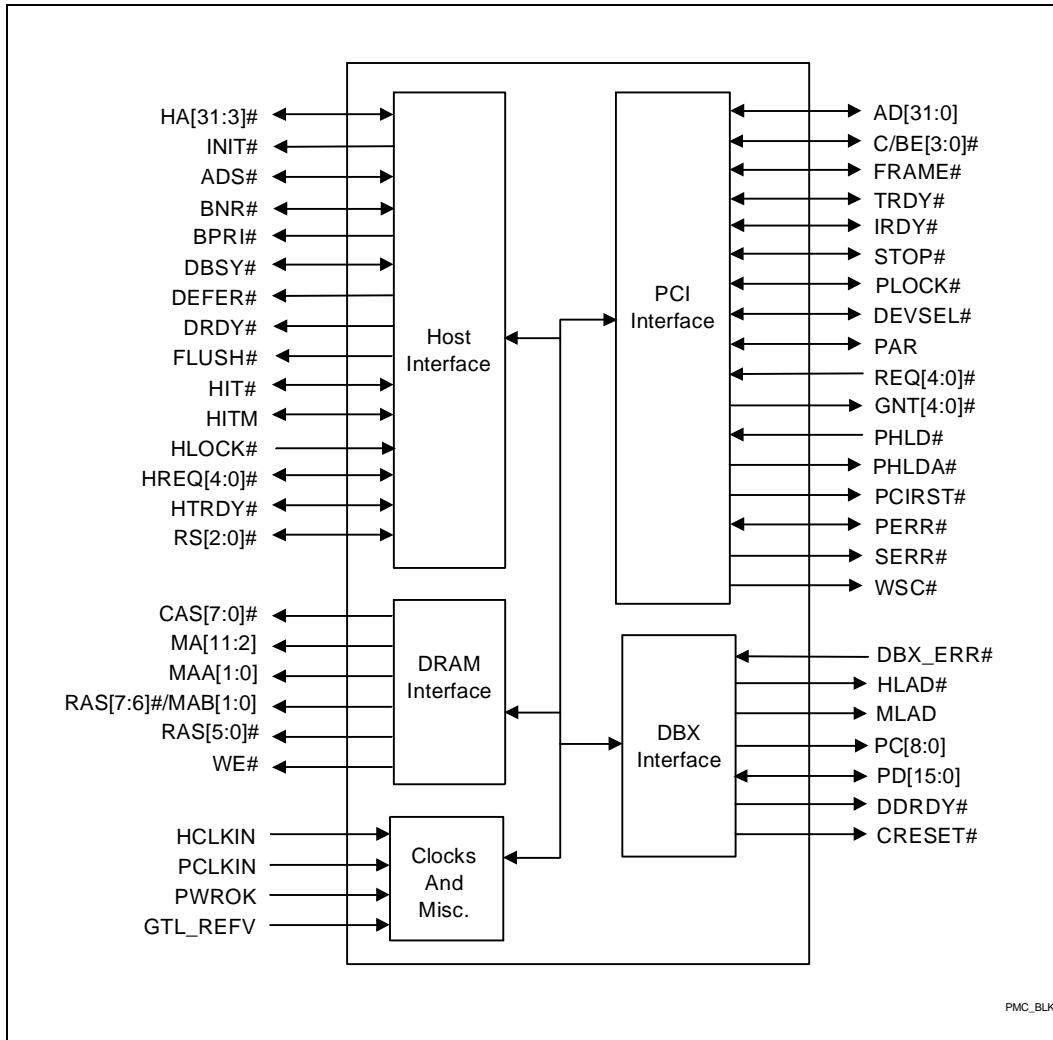 HA[31:3]#
INIT#
ADS#
BNR#
BPRI#
DBSY#
DEFER#
DRDY#
FLUSH#
HIT#
HITM
HLOCK#
HREQ[4:0]#
HTRDY#
RS[2:0]#
Host
Interface
PCI
Interface
AD[31:0]
C/BE[3:0]#
FRAME#
TRDY#
IRDY#
STOP#
PLOCK#
DEVSEL#
PAR
REQ[4:0]#
GNT[4:0]#
PHLD#
PHLDA#
PCIRST#
PERR#
SERR#
WSC#
CAS[7:0]#
MA[11:2]
MAA[1:0]
RAS[7:6]#/MAB[1:0]
RAS[5:0]#
WE#
DRAM
Interface
DBX
Interface
DBX_ERR#
HLAD#
MLAD
PC[8:0]
PD[15:0]
DDRDY#
CRESET#
HCLKIN
PCLKIN
PWROK
GTL_REFV
Clocks
And
Misc.
PMC_BLK